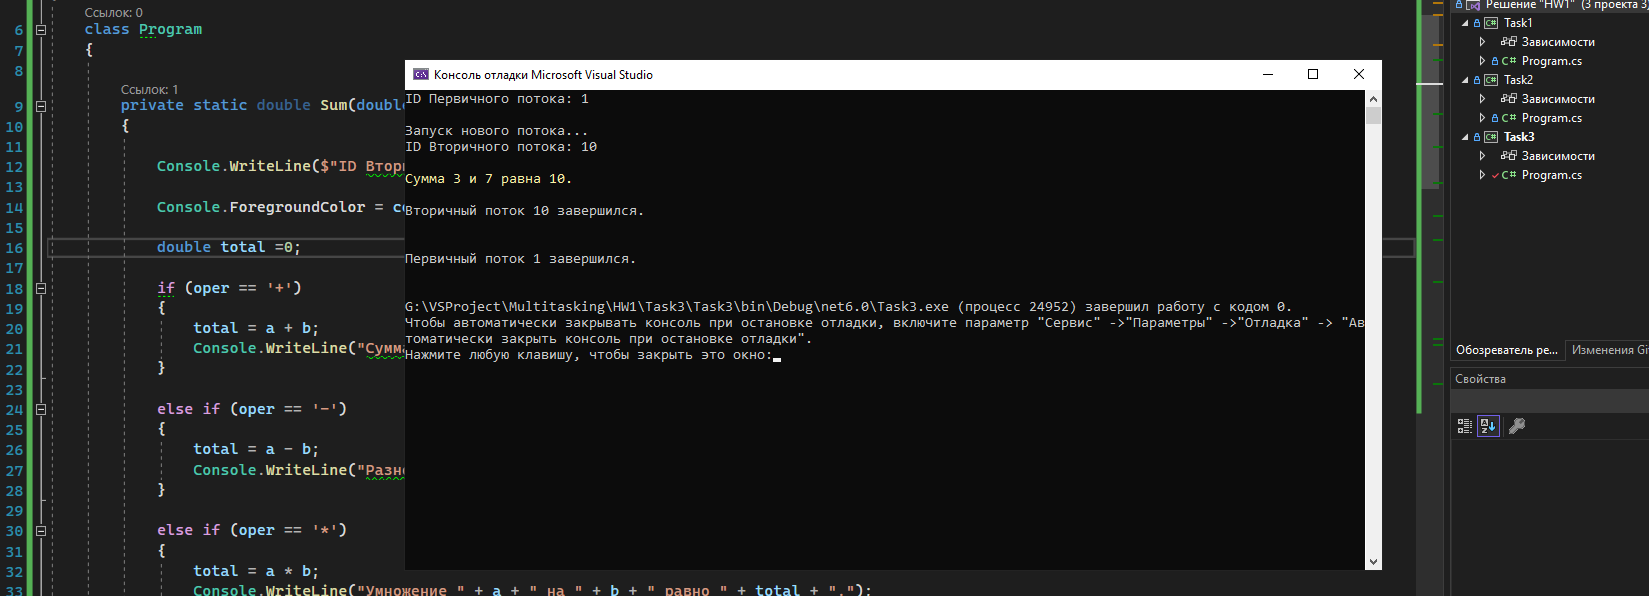 Ссылок: 0
6 class Program
7 {
8
Ссылок: 1
9 private static double Sum(double
10 {
11
12 Console.WriteLine($"ID Втори
13
14 Console.ForegroundColor = co
15
16 double total =0;
17
18 if (oper == '+')
19 {
20 total = a + b;
21 Console.WriteLine("Сумма
22 }
23
24 else if (oper == '-')
25 {
26 total = a - b;
27 Console.WriteLine("Разно
28 }
29
30 else if (oper == '*')
31 {
32 total = a * b;
33 Console.WriteLine("Умножение " + a + " на " + b + " равно " + total + ".");
Консоль отладки Microsoft Visual Studio
ID Первичного потока: 1
Запуск нового потока...
ID Вторичного потока: 10
Сумма 3 и 7 равна 10.
Вторичный поток 10 завершился.
Первичный поток 1 завершился.
G:\VSProject\Multitasking\HW1\Task3\Task3\bin\Debug\net6.0\Task3.exe (процесс 24952) завершил работу с кодом 0.
Чтобы автоматически закрывать консоль при остановке отладки, включите параметр "Сервис" ->"Параметры" ->"Отладка" -> "Ав
томатически закрыть консоль при остановке отладки".
Нажмите любую клавишу, чтобы закрыть это окно:
Решение "HW1" (3 проекта 3
Task1
Зависимости
C# Program.cs
Task2
Зависимости
C# Program.cs
Task3
Зависимости
C# Program.cs
Обозреватель ре... Изменения Gi
Свойства